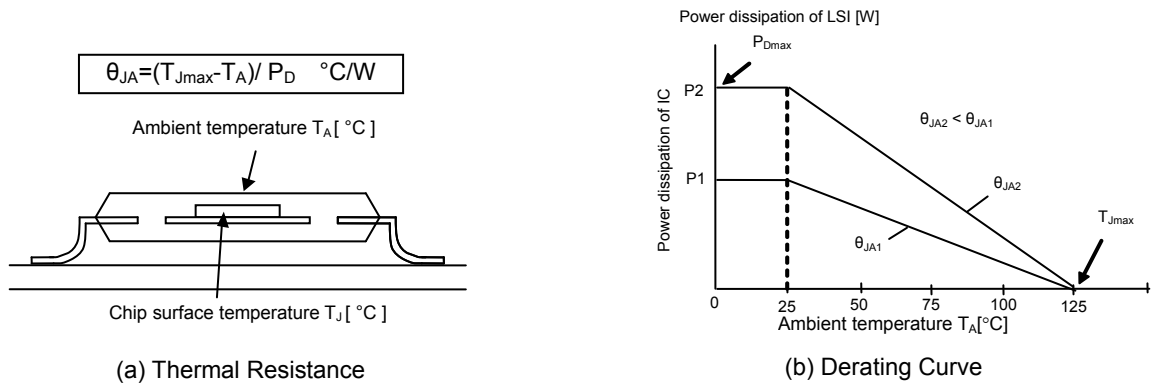 θJA=(TJmax-TA)/ PD °C/W
Ambient temperature TA[ °C ]
Chip surface temperature TJ[ °C ]
(a) Thermal Resistance
Power dissipation of LSI [W]
PDmax
P2
P1
Power dissipation of IC
θJA2 < θJA1
θJA2
θJA1
TJmax
0 25 50 75 100 125
Ambient temperature TA[°C]
(b) Derating Curve